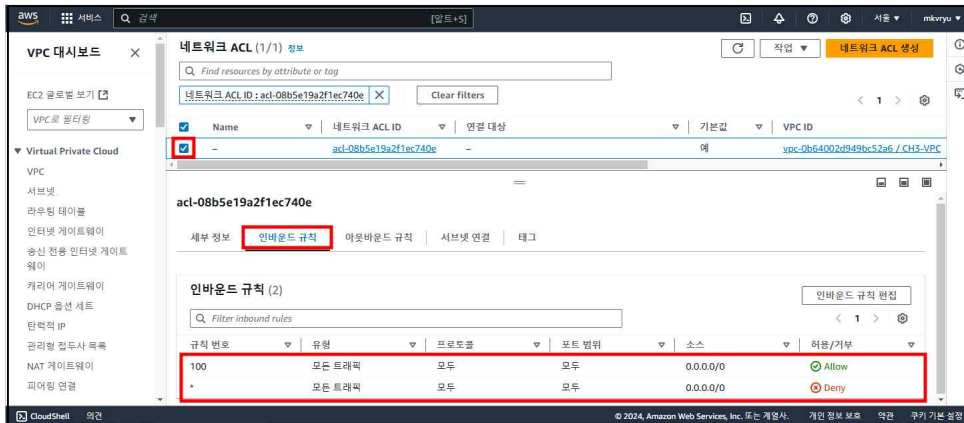 aws 서비스 검색 [알트+S] 서울 mkvryu
VPC 대시보드
EC2 글로벌 보기
VPC로 필터링
Virtual Private Cloud
VPC
서브넷
라우팅 테이블
인터넷 게이트웨이
송신 전용 인터넷 게이트
웨이
캐리어 게이트웨이
DHCP 옵션 세트
탄력적 IP
관리형 접두사 목록
NAT 게이트웨이
피어링 연결
네트워크 ACL (1/1) 정보
작업 네트워크 ACL 생성
Find resources by attribute or tag
네트워크 ACL ID : acl-08b5e19a2f1ec740e Clear filters
1
Name 네트워크 ACL ID 연결 대상 기본값 VPC ID
– acl-08b5e19a2f1ec740e – 예 vpc-0b64002d949bc52a6 / CH3-VPC
acl-08b5e19a2f1ec740e
세부 정보 인바운드 규칙 아웃바운드 규칙 서브넷 연결 태그
인바운드 규칙 (2) 인바운드 규칙 편집
Filter inbound rules 1
규칙 번호 유형 프로토콜 포트 범위 소스 허용/거부
100 모든 트래픽 모두 모두 0.0.0.0/0 Allow
* 모든 트래픽 모두 모두 0.0.0.0/0 Deny
CloudShell 의견 © 2024, Amazon Web Services, Inc. 또는 계열사. 개인 정보 보호 약관 쿠키 기본 설정